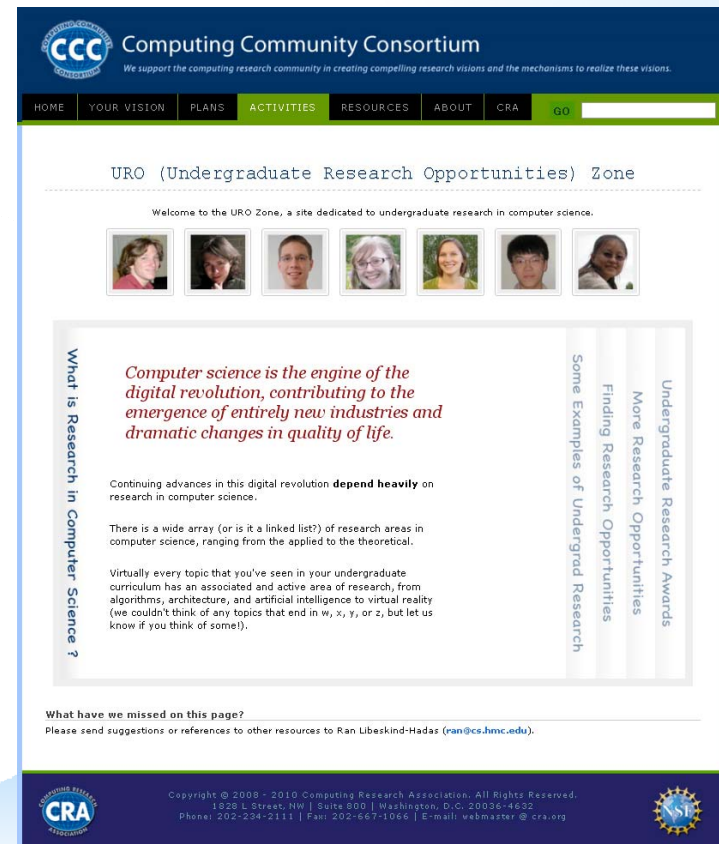 CCC
COMPUTING COMMUNITY
CONSORTIUM
Computing Community Consortium
We support the computing research community in creating compelling research visions and the mechanisms to realize these visions.
HOME YOUR VISION PLANS ACTIVITIES RESOURCES ABOUT CRA GO
URO (Undergraduate Research Opportunities) Zone
Welcome to the URO Zone, a site dedicated to undergraduate research in computer science.
What is Research in Computer Science ?
Computer science is the engine of the
digital revolution, contributing to the
emergence of entirely new industries and
dramatic changes in quality of life.
Continuing advances in this digital revolution depend heavily on
research in computer science.
There is a wide array (or is it a linked list?) of research areas in
computer science, ranging from the applied to the theoretical.
Virtually every topic that you've seen in your undergraduate
curriculum has an associated and active area of research, from
algorithms, architecture, and artificial intelligence to virtual reality
(we couldn't think of any topics that end in w, x, y, or z, but let us
know if you think of some!).
Some Examples of Undergrad Research
Finding Research Opportunities
More Research Opportunities
Undergraduate Research Awards
What have we missed on this page?
Please send suggestions or references to other resources to Ran Libeskind-Hadas (ran@cs.hmc.edu).
COMPUTING RESEARCH
CRA
ASSOCIATION
Copyright @ 2008 - 2010 Computing Research Association. All Rights Reserved.
1828 L Street, NW | Suite 800 | Washington, D.C. 20036-4632
Phone: 202-234-2111 | Fax: 202-667-1066 | E-mail: webmaster @ cra.org
NSF